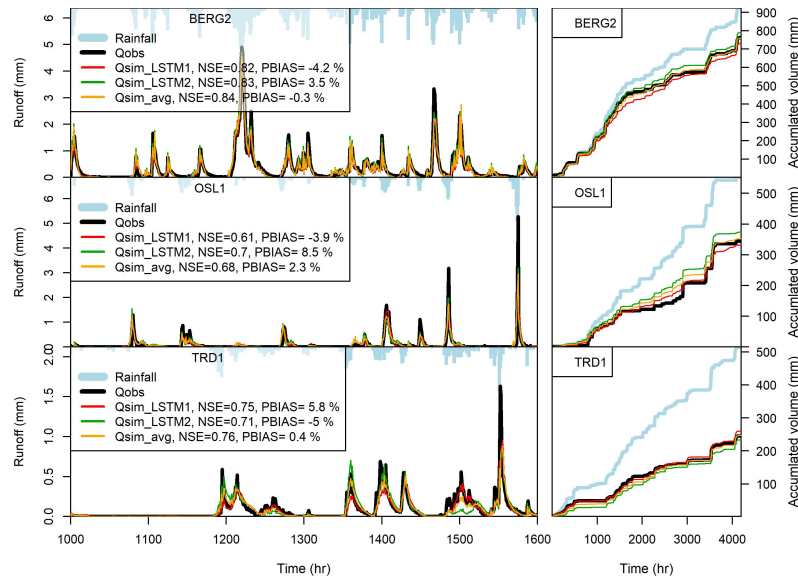 BERG2
Rainfall
Qobs
Qsim_LSTM1, NSE=0.82, PBIAS= -4.2 %
Qsim_LSTM2, NSE=0.83, PBIAS= 3.5 %
Qsim_avg, NSE=0.84, PBIAS= -0.3 %
Runoff (mm)
6
5
4
3
2
1
0
BERG2
900
800
700
600
500
400
300
200
100
Accumulated volume (mm)
OSL1
Rainfall
Qobs
Qsim_LSTM1, NSE=0.61, PBIAS= -3.9 %
Qsim_LSTM2, NSE=0.7, PBIAS= 8.5 %
Qsim_avg, NSE=0.68, PBIAS= 2.3 %
Runoff (mm)
6
5
4
3
2
1
0
OSL1
500
400
300
200
100
Accumulated volume (mm)
TRD1
Rainfall
Qobs
Qsim_LSTM1, NSE=0.75, PBIAS= 5.8 %
Qsim_LSTM2, NSE=0.71, PBIAS= -5 %
Qsim_avg, NSE=0.76, PBIAS= 0.4 %
Runoff (mm)
2.0
1.5
1.0
0.5
0.0
TRD1
500
400
300
200
100
Accumulated volume (mm)
1000 1100 1200 1300 1400 1500 1600
Time (hr)
0 1000 2000 3000 4000
Time (hr)